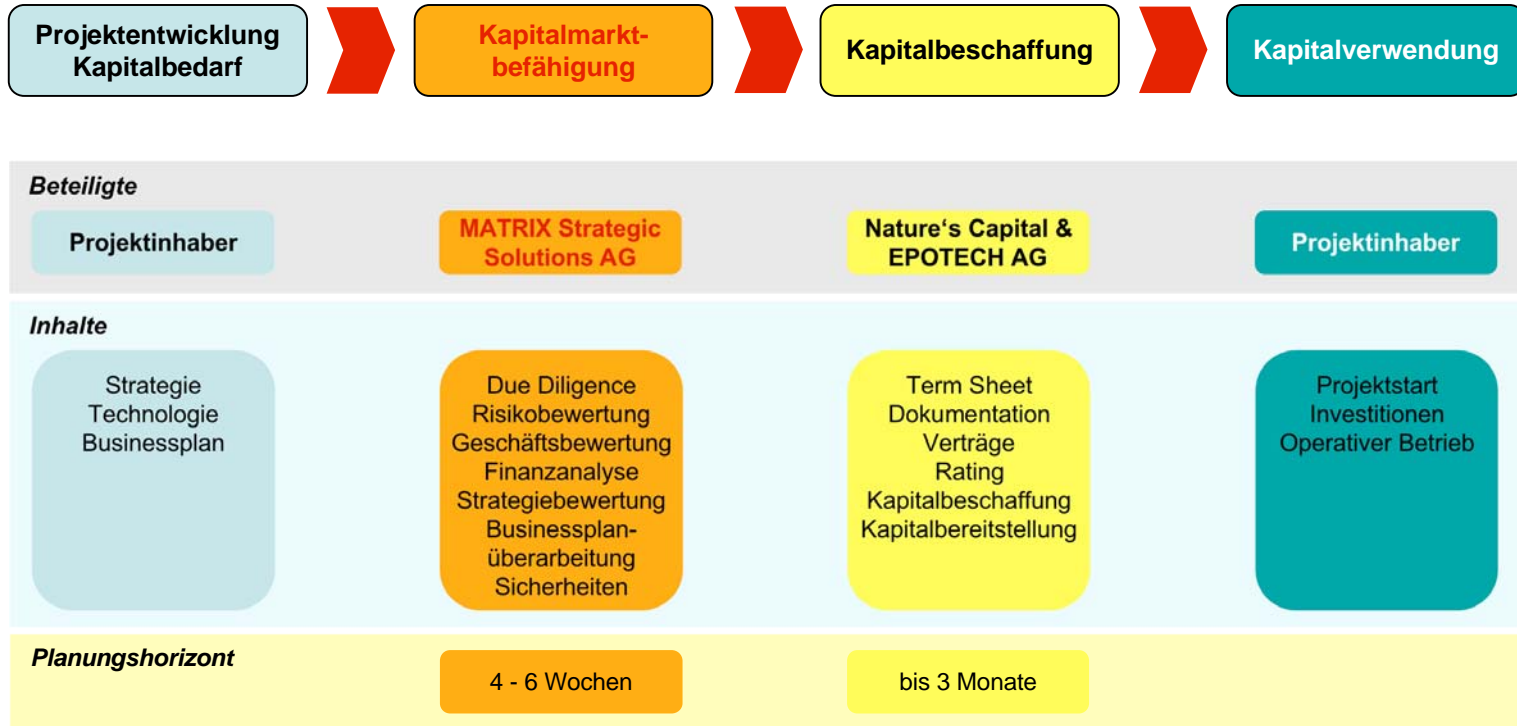 Projektentwicklung
Kapitalbedarf
Kapitalmarkt-
befähigung
Kapitalbeschaffung
Kapitalverwendung
Beteiligte
Projektinhaber
MATRIX Strategic
Solutions AG
Nature‘s Capital &
EPOTECH AG
Projektinhaber
Inhalte
Strategie
Technologie
Businessplan
Due Diligence
Risikobewertung
Geschäftsbewertung
Finanzanalyse
Strategiebewertung
Businessplan-
überarbeitung
Sicherheiten
Term Sheet
Dokumentation
Verträge
Rating
Kapitalbeschaffung
Kapitalbereitstellung
Projektstart
Investitionen
Operativer Betrieb
Planungshorizont
4 - 6 Wochen
bis 3 Monate